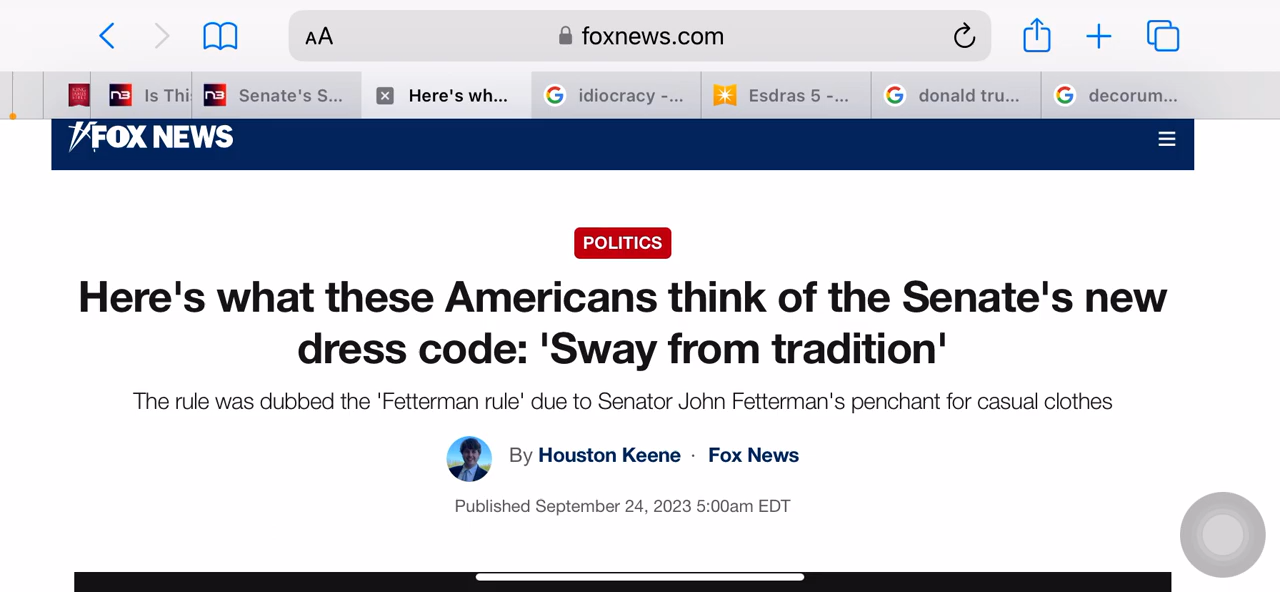 AA foxnews.com
n3 Is Thi n3 Senate's S... Here's wh... idiocracy -... Esdras 5 -... donald tru... decorum...
FOX NEWS
POLITICS
Here's what these Americans think of the Senate's new
dress code: 'Sway from tradition'
The rule was dubbed the 'Fetterman rule' due to Senator John Fetterman's penchant for casual clothes
By Houston Keene · Fox News
Published September 24, 2023 5:00am EDT